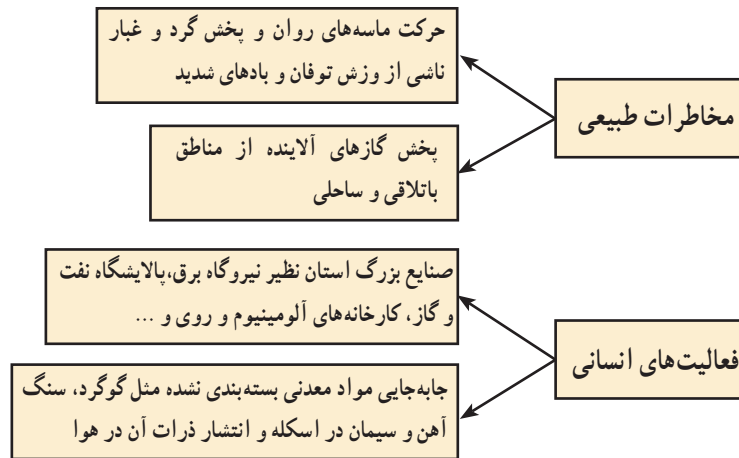 مخاطرات طبیعی
حرکت ماسه‌های روان و پخش گرد و غبار
ناشی از وزش توفان و بادهای شدید
پخش گازهای آلاینده از مناطق
باتلاقی و ساحلی
فعالیت‌های انسانی
صنایع بزرگ استان نظیر نیروگاه برق،پالایشگاه نفت
و گاز، کارخانه‌های آلومینیوم و روی و ...
جابه‌جایی مواد معدنی بسته‌بندی نشده مثل گوگرد، سنگ
آهن و سیمان در اسکله و انتشار ذرات آن در هوا